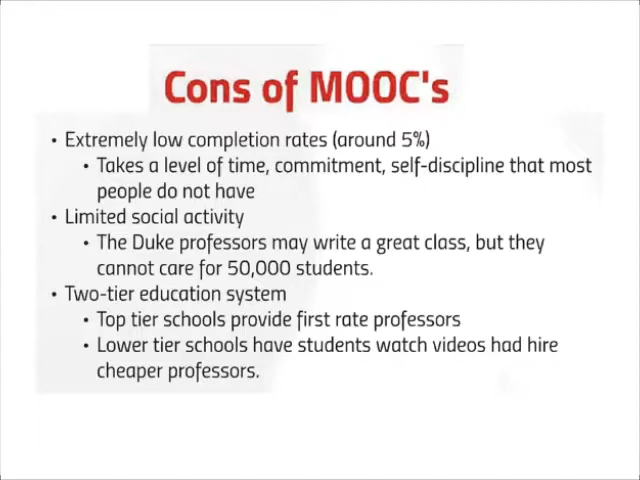 Cons of MOOC's
• Extremely low completion rates (around 5%)
• Takes a level of time, commitment, self-discipline that most
people do not have
• Limited social activity
• The Duke professors may write a great class, but they
cannot care for 50,000 students.
• Two-tier education system
• Top tier schools provide first rate professors
• Lower tier schools have students watch videos had hire
cheaper professors.